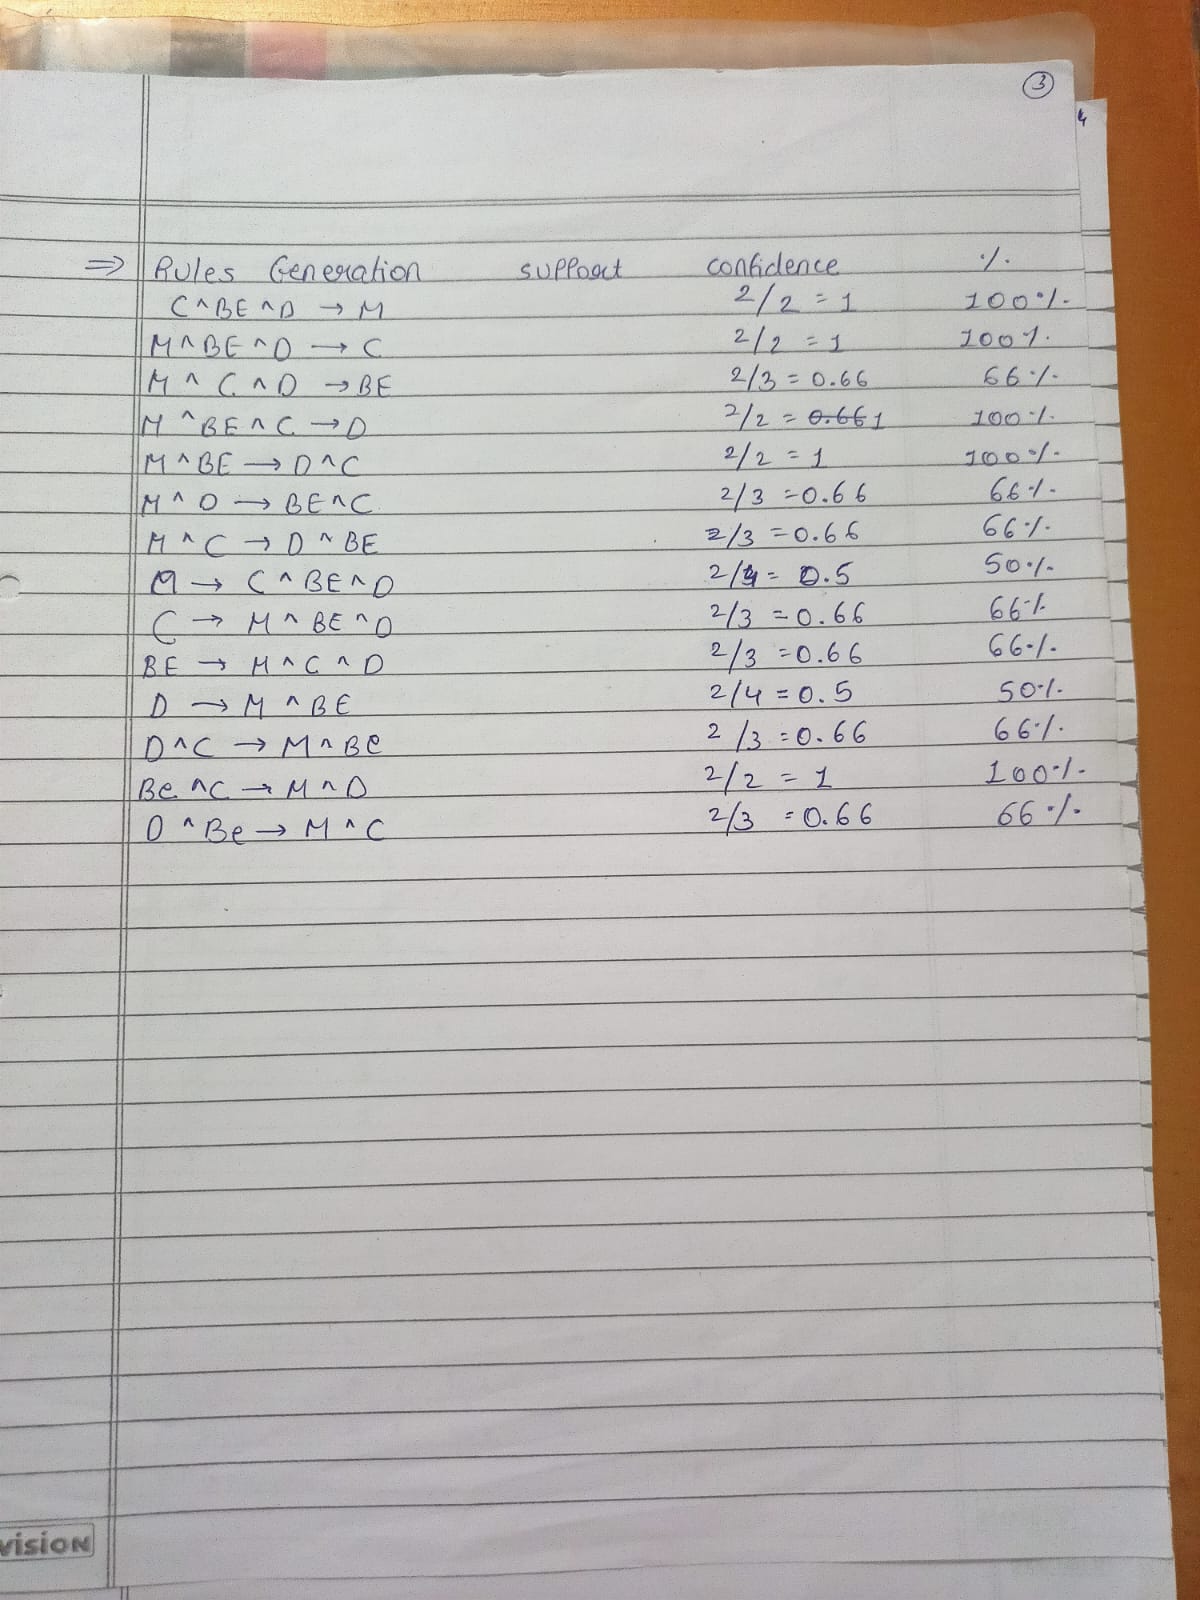 3
4
⇒ Rules Generation support confidence %
C ^ BE ^ D → M 2/2 = 1 100%
M ^ BE ^ D → C 2/2 = 1 100%
M ^ C ^ D → BE 2/3 = 0.66 66%
M ^ BE ^ C → D 2/2 = 0.66 1 100%
M ^ BE → D ^ C 2/2 = 1 100%
M ^ D → BE ^ C 2/3 = 0.66 66%
M ^ C → D ^ BE 2/3 = 0.66 66%
M → C ^ BE ^ D 2/4 = 0.5 50%
C → M ^ BE ^ D 2/3 = 0.66 66%
BE → M ^ C ^ D 2/3 = 0.66 66%
D → M ^ BE 2/4 = 0.5 50%
D ^ C → M ^ Be 2/3 = 0.66 66%
Be ^ C → M ^ D 2/2 = 1 100%
D ^ Be → M ^ C 2/3 = 0.66 66%
vision